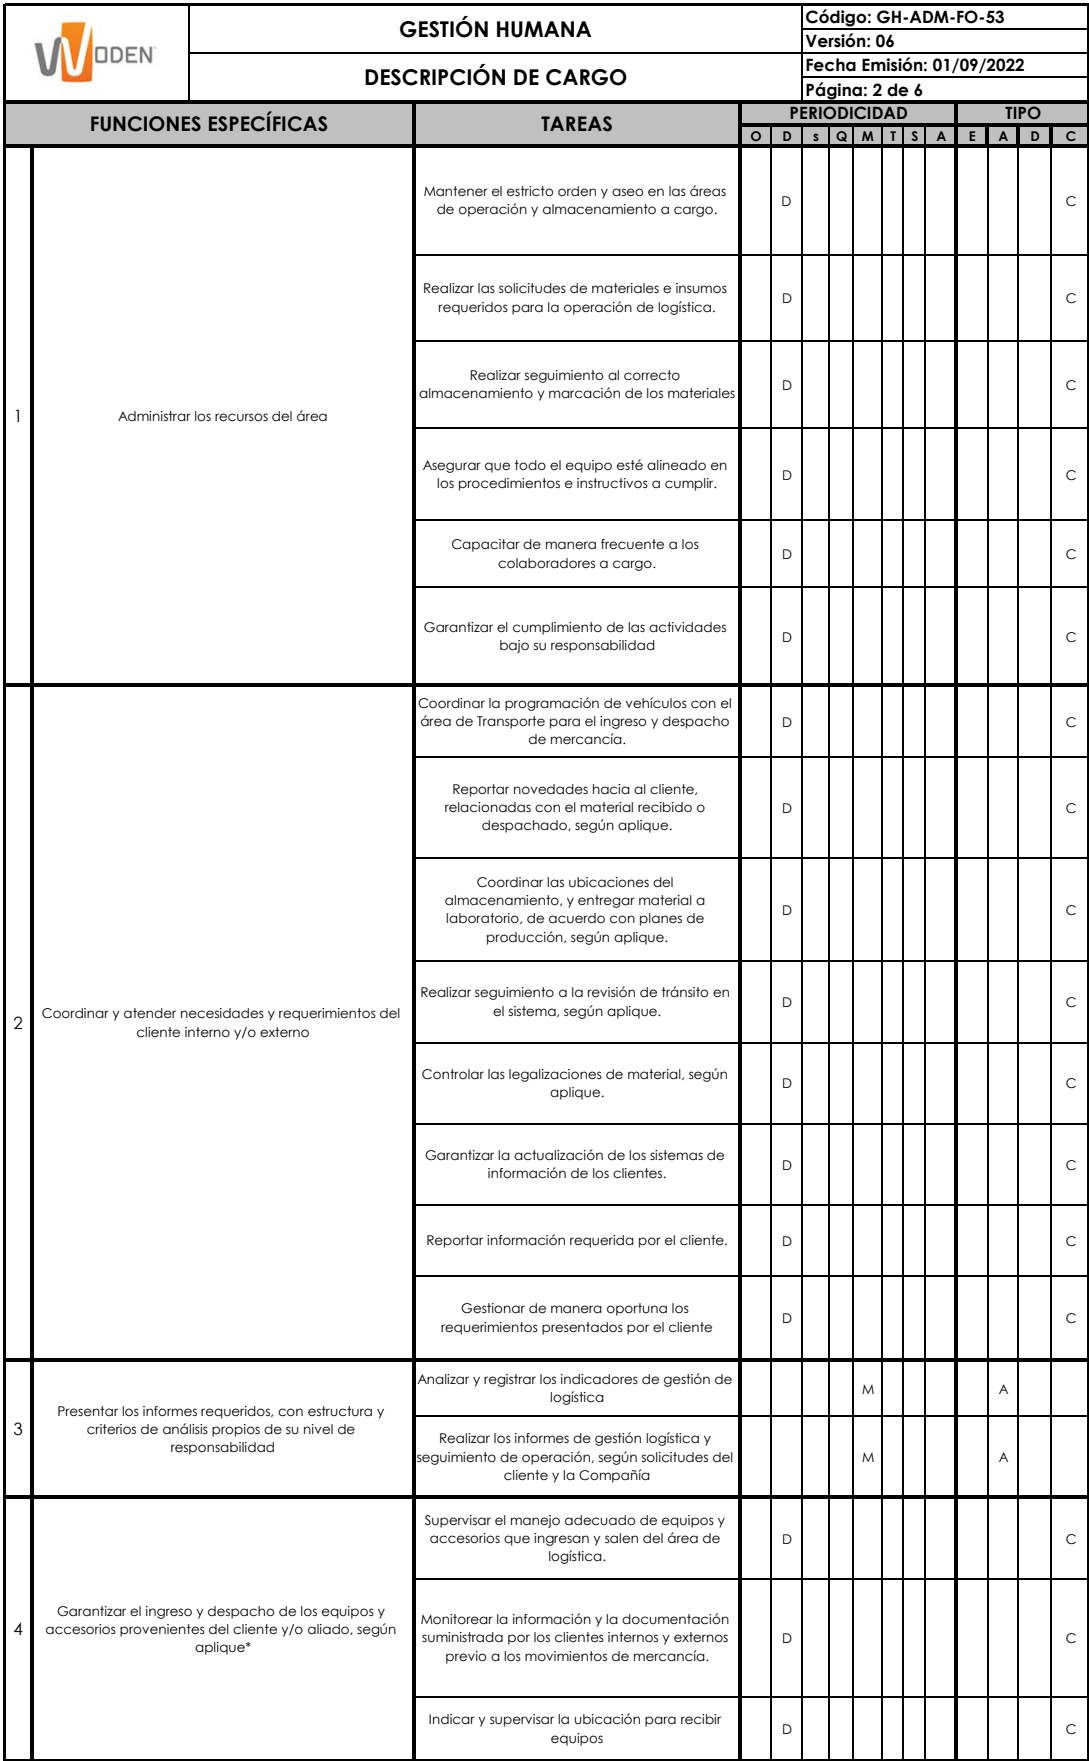 WODEN
GESTIÓN HUMANA
DESCRIPCIÓN DE CARGO
Código: GH-ADM-FO-53
Versión: 06
Fecha Emisión: 01/09/2022
Página: 2 de 6
FUNCIONES ESPECÍFICAS
TAREAS
PERIODICIDAD
TIPO
O D s Q M T S A E A D C
1
Administrar los recursos del área
Mantener el estricto orden y aseo en las áreas
de operación y almacenamiento a cargo.
D C
Realizar las solicitudes de materiales e insumos
requeridos para la operación de logística.
D C
Realizar seguimiento al correcto
almacenamiento y marcación de los materiales
D C
Asegurar que todo el equipo esté alineado en
los procedimientos e instructivos a cumplir.
D C
Capacitar de manera frecuente a los
colaboradores a cargo.
D C
Garantizar el cumplimiento de las actividades
bajo su responsabilidad
D C
2
Coordinar y atender necesidades y requerimientos del
cliente interno y/o externo
Coordinar la programación de vehículos con el
área de Transporte para el ingreso y despacho
de mercancía.
D C
Reportar novedades hacia al cliente,
relacionadas con el material recibido o
despachado, según aplique.
D C
Coordinar las ubicaciones del
almacenamiento, y entregar material a
laboratorio, de acuerdo con planes de
producción, según aplique.
D C
Realizar seguimiento a la revisión de tránsito en
el sistema, según aplique.
D C
Controlar las legalizaciones de material, según
aplique.
D C
Garantizar la actualización de los sistemas de
información de los clientes.
D C
Reportar información requerida por el cliente.
D C
Gestionar de manera oportuna los
requerimientos presentados por el cliente
D C
3
Presentar los informes requeridos, con estructura y
criterios de análisis propios de su nivel de
responsabilidad
Analizar y registrar los indicadores de gestión de
logística
M A
Realizar los informes de gestión logística y
seguimiento de operación, según solicitudes del
cliente y la Compañía
M A
4
Garantizar el ingreso y despacho de los equipos y
accesorios provenientes del cliente y/o aliado, según
aplique*
Supervisar el manejo adecuado de equipos y
accesorios que ingresan y salen del área de
logística.
D C
Monitorear la información y la documentación
suministrada por los clientes internos y externos
previo a los movimientos de mercancía.
D C
Indicar y supervisar la ubicación para recibir
equipos
D C